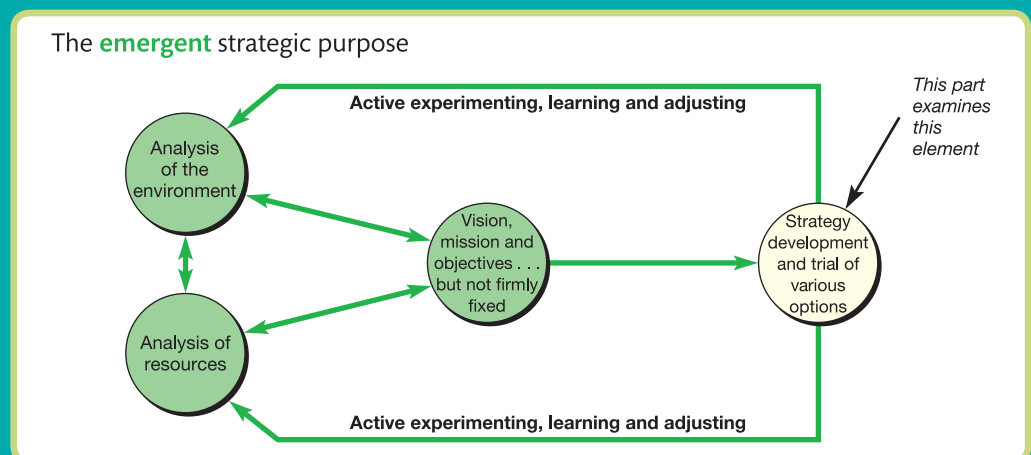 The emergent strategic purpose
Active experimenting, learning and adjusting
This part
examines
this
element
Analysis
of the
environment
Vision,
mission and
objectives . . .
but not firmly
fixed
Strategy
development
and trial of
various
options
Analysis of
resources
Active experimenting, learning and adjusting